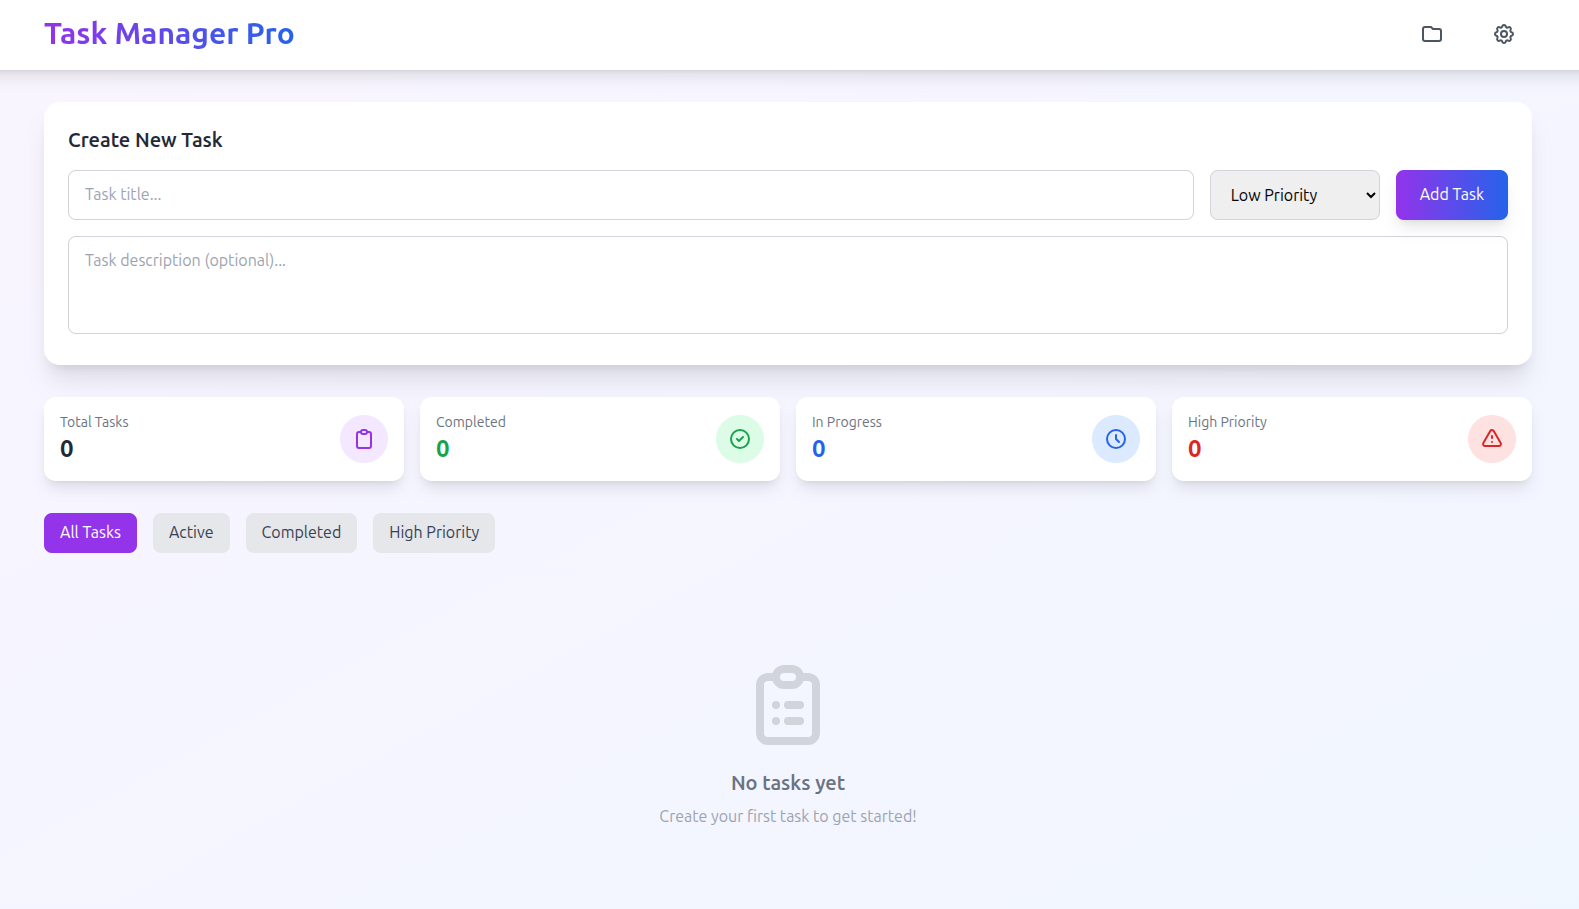 Task Manager Pro
Create New Task
Task title...
Low Priority
Add Task
Task description (optional)...
Total Tasks
0
Completed
0
In Progress
0
High Priority
0
All Tasks
Active
Completed
High Priority
No tasks yet
Create your first task to get started!